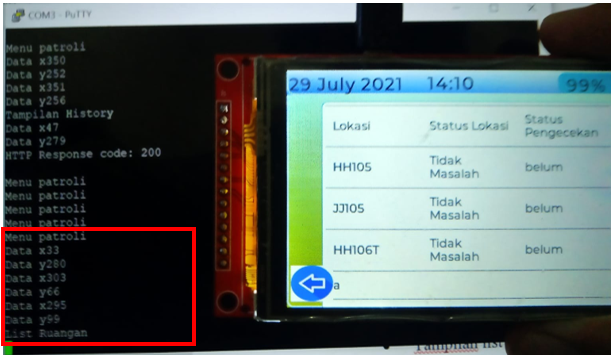 COM3 - PuTTY
Menu patroli
Data x350
Data y252
Data x351
Data y256
Tampilan History
Data x47
Data y279
HTTP Response code: 200
Menu patroli
Menu patroli
Menu patroli
Menu patroli
Menu patroli
Data x33
Data y280
Data x303
Data y66
Data x295
Data y99
List Ruangan
29 July 2021 14:10 99%
Lokasi Status Lokasi Status Pengecekan
HH105 Tidak Masalah belum
JJ105 Tidak Masalah belum
HH106T Tidak Masalah belum
a
Tampilan list